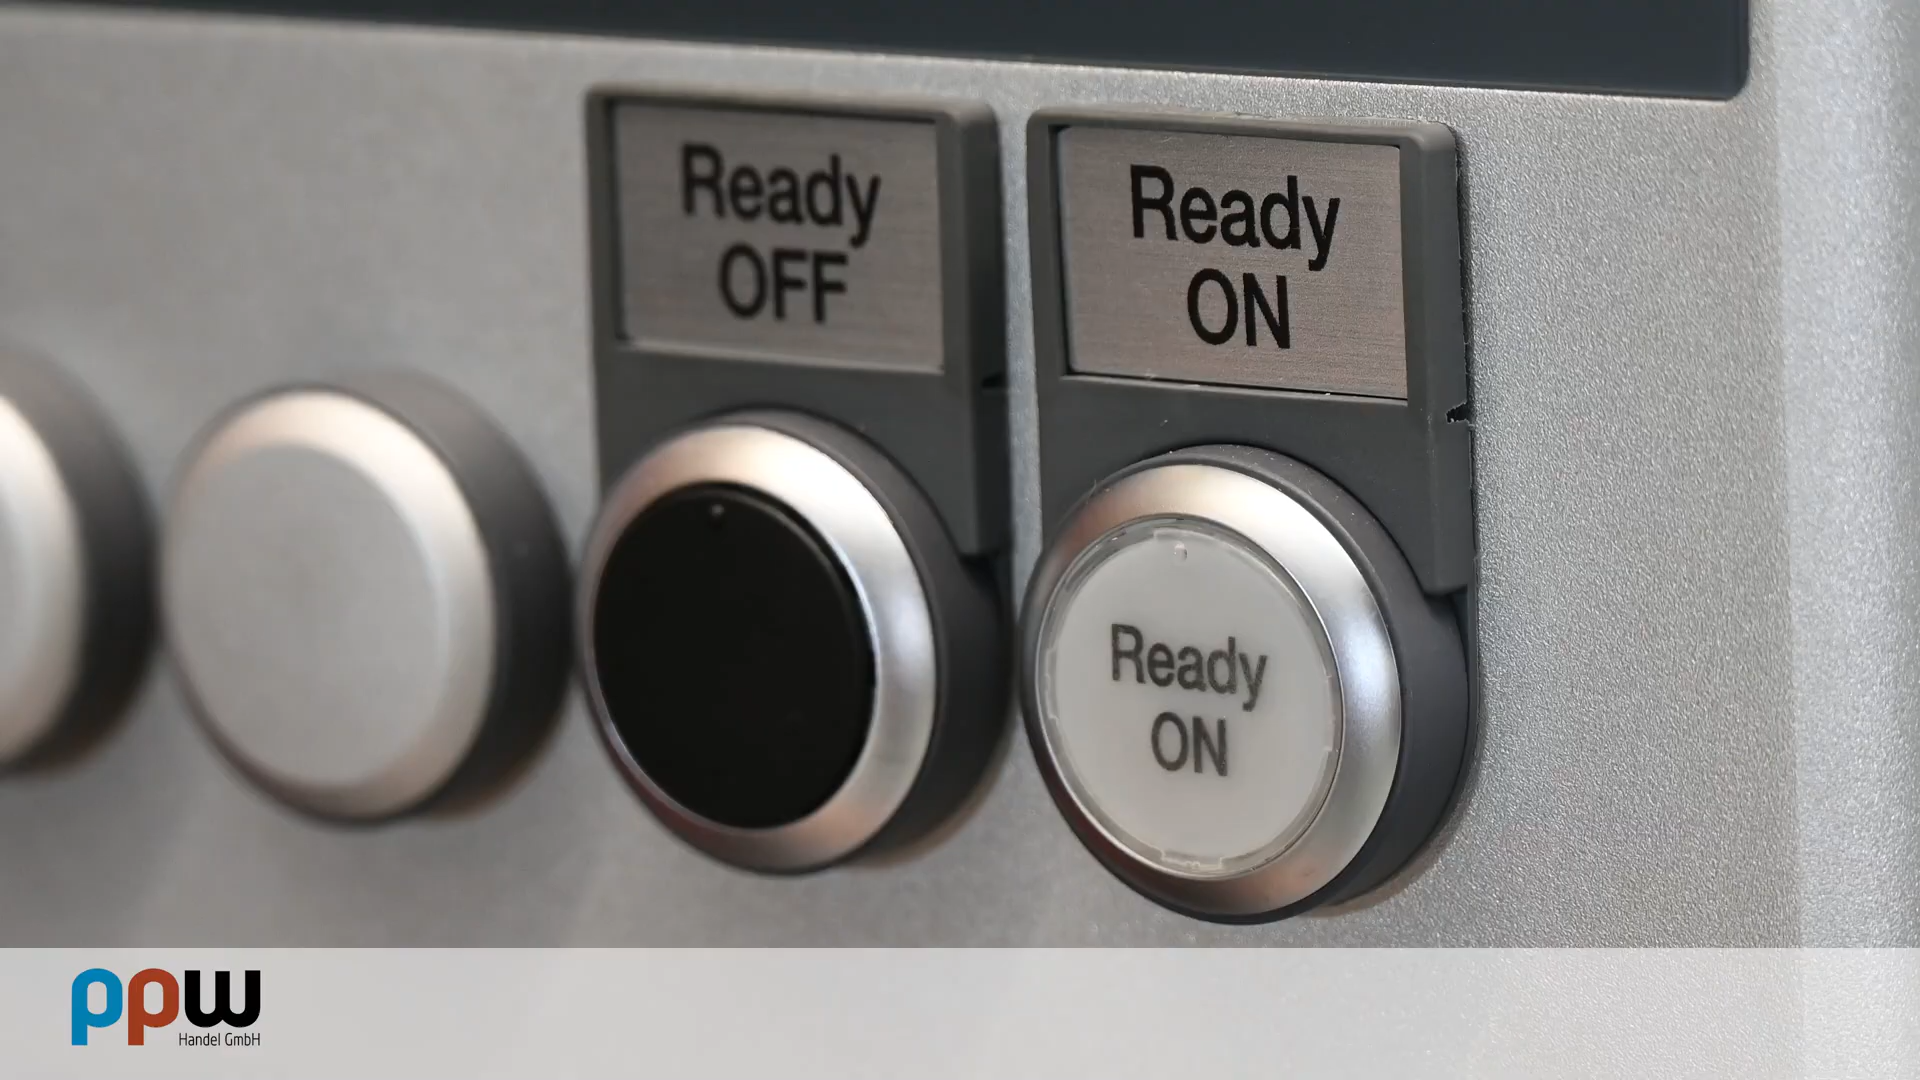 Ready
OFF
Ready
ON
Ready
ON
ppw
Handel GmbH